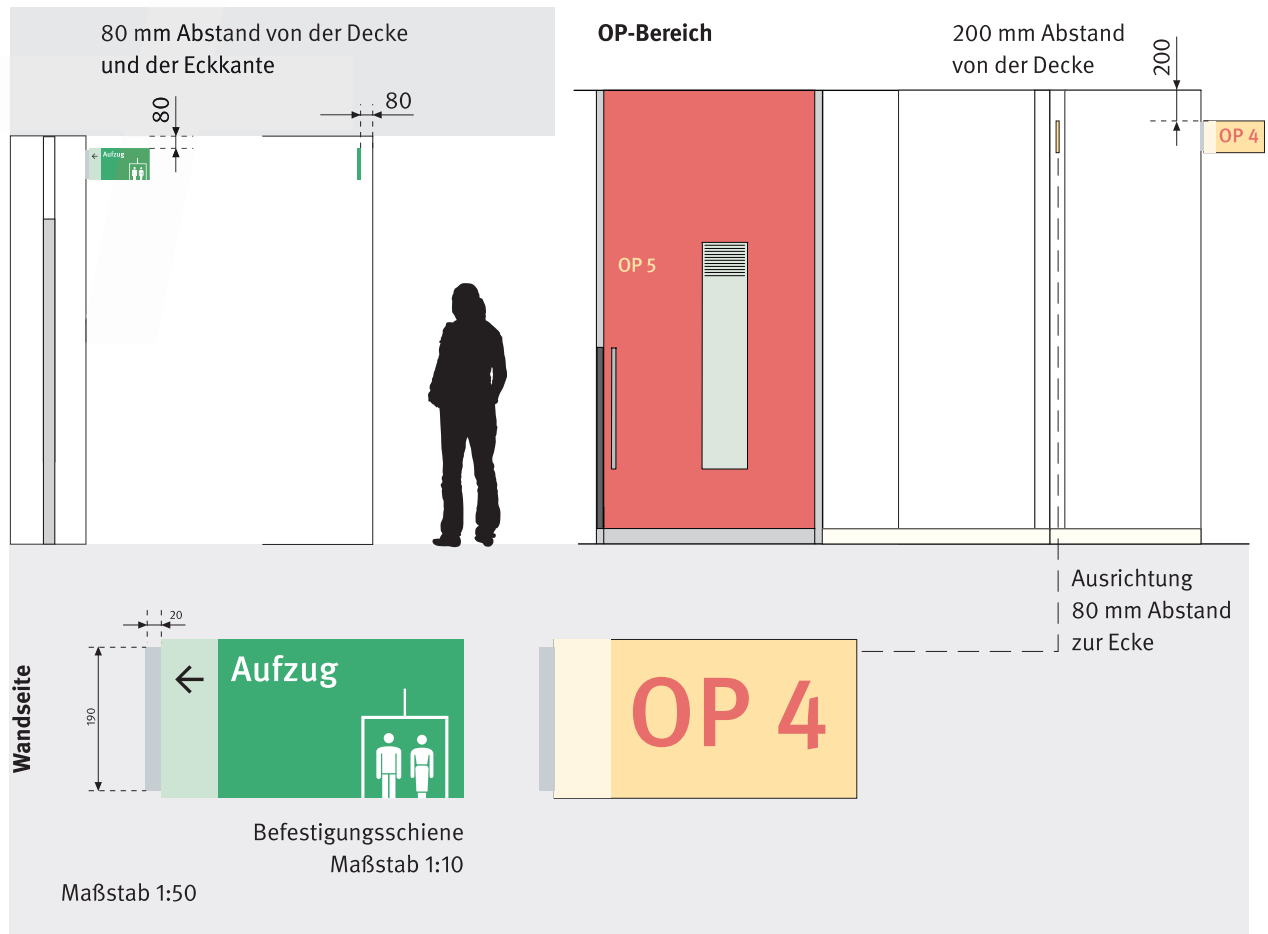 80 mm Abstand von der Decke
und der Eckkante
80
80
← Aufzug
OP-Bereich
200 mm Abstand
von der Decke
200
OP 4
OP 5
Ausrichtung
80 mm Abstand
zur Ecke
Wandseite
20
190
← Aufzug
OP 4
Befestigungsschiene
Maßstab 1:10
Maßstab 1:50